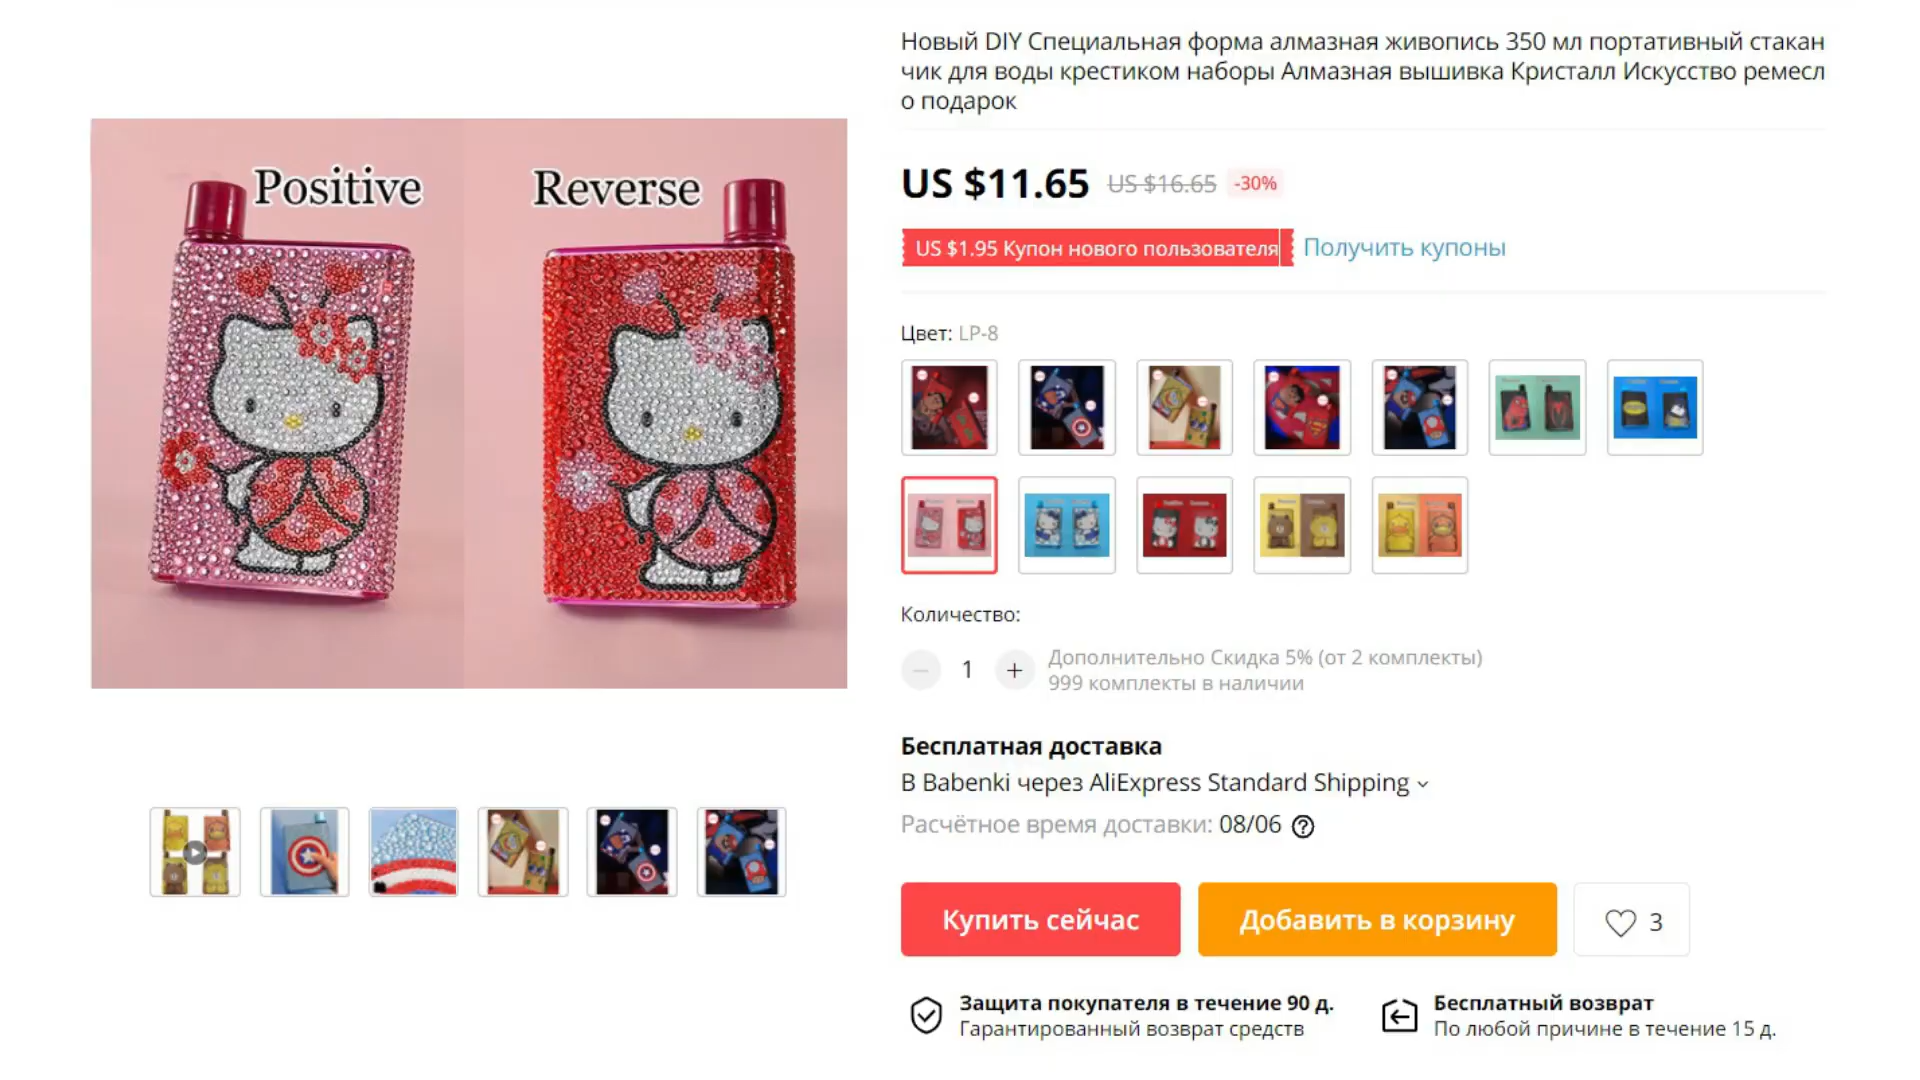 Positive
Reverse
Новый DIY Специальная форма алмазная живопись 350 мл портативный стакан
чик для воды крестиком наборы Алмазная вышивка Кристалл Искусство ремесл
о подарок
US $11.65 US $16.65 -30%
US $1.95 Купон нового пользователя Получить купоны
Цвет: LP-8
Количество:
1
Дополнительно Скидка 5% (от 2 комплекты)
999 комплекты в наличии
Бесплатная доставка
В Babenki через AliExpress Standard Shipping
Расчётное время доставки: 08/06
Купить сейчас
Добавить в корзину
3
Защита покупателя в течение 90 д.
Гарантированный возврат средств
Бесплатный возврат
По любой причине в течение 15 д.